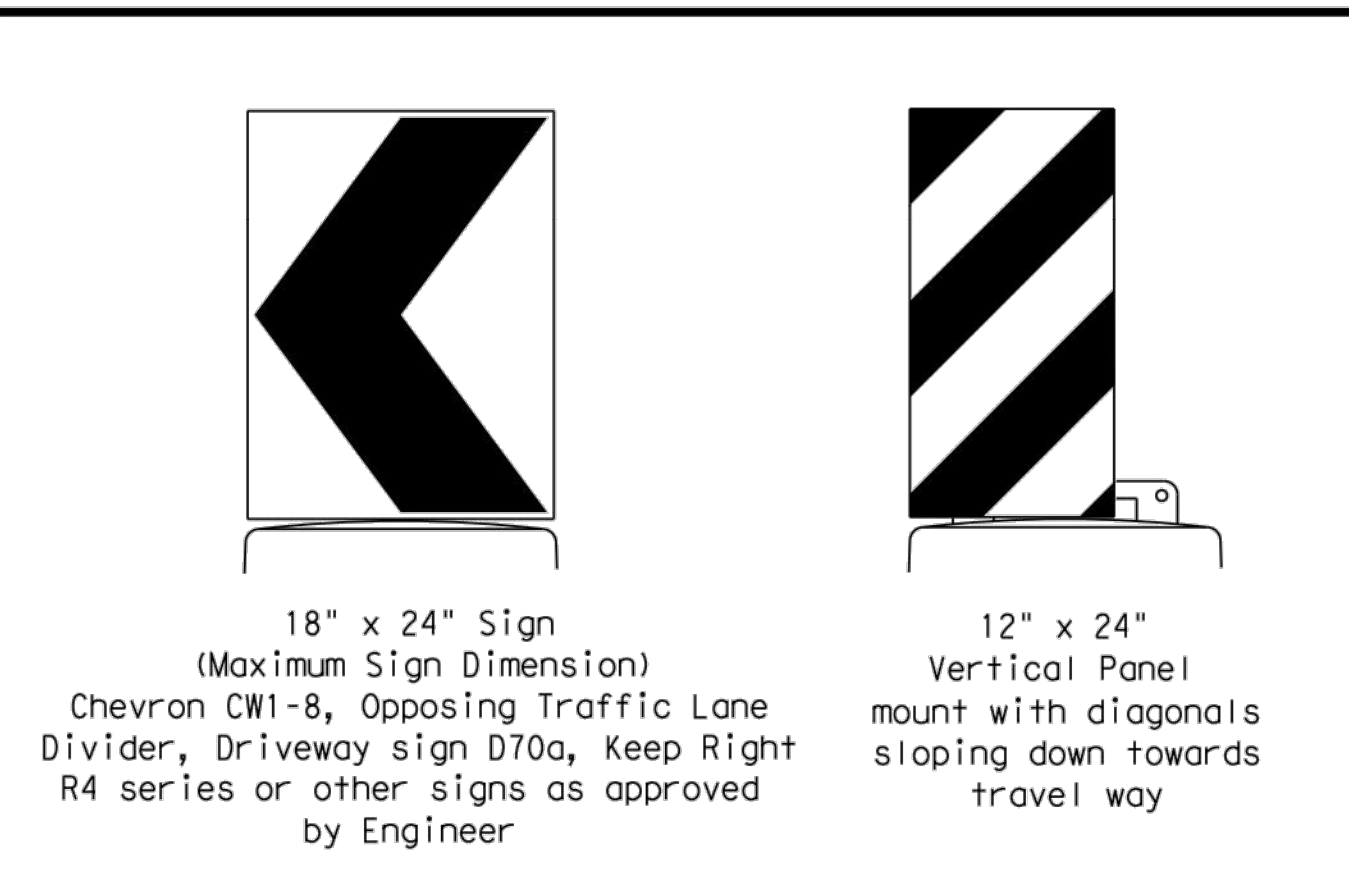 18" x 24" Sign
(Maximum Sign Dimension)
Chevron CW1-8, Opposing Traffic Lane
Divider, Driveway sign D70a, Keep Right
R4 series or other signs as approved
by Engineer
12" x 24"
Vertical Panel
mount with diagonals
sloping down towards
travel way